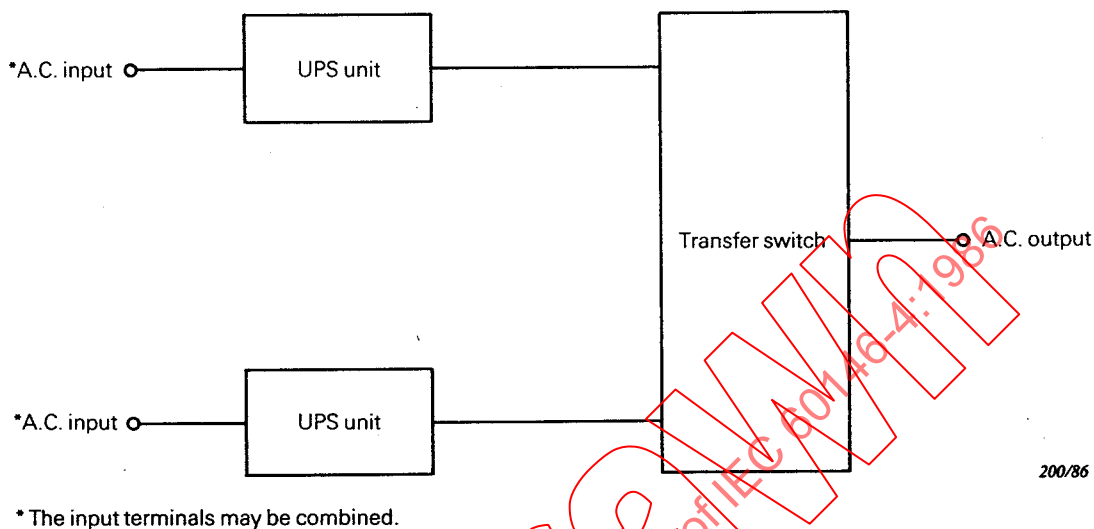 *A.C. input
UPS unit
Transfer switch
A.C. output
*A.C. input
UPS unit
200/86
* The input terminals may be combined.
of IEC 60146-4:1986